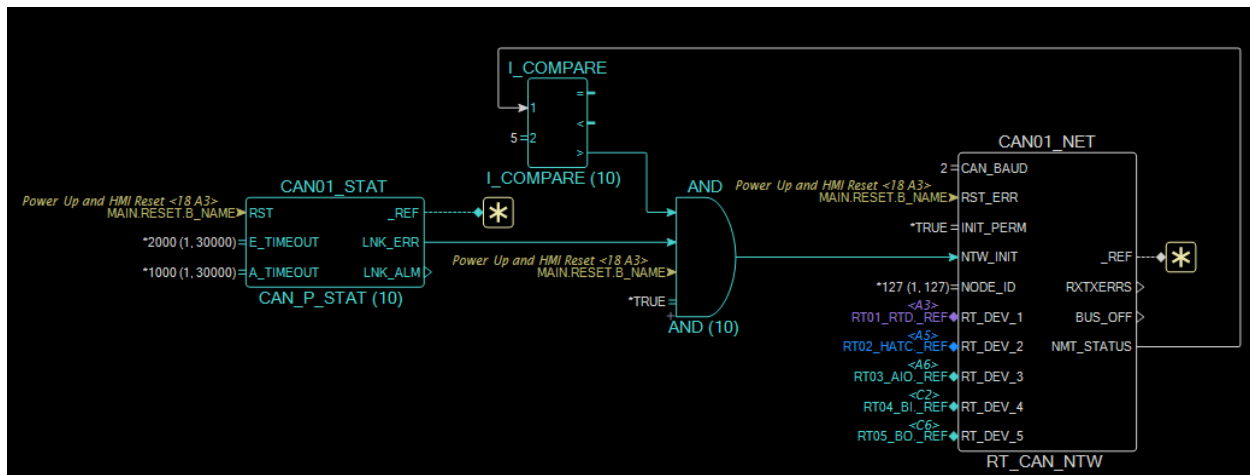 I_COMPARE
1
=
5=2
<
>
I_COMPARE (10)
CAN01_STAT
Power Up and HMI Reset <18 A3>
MAIN.RESET.B_NAME
RST
_REF
*
*2000 (1, 30000)=
E_TIMEOUT
LNK_ERR
*1000 (1, 30000)=
A_TIMEOUT
LNK_ALM
CAN_P_STAT (10)
AND
Power Up and HMI Reset <18 A3>
MAIN.RESET.B_NAME
*TRUE=
+
AND (10)
CAN01_NET
2=
CAN_BAUD
Power Up and HMI Reset <18 A3>
MAIN.RESET.B_NAME
RST_ERR
*TRUE=
INIT_PERM
NTW_INIT
_REF
*
*127 (1, 127)=
NODE_ID
RXTXERRS
<A3>
RT01_RTD._REF
RT_DEV_1
BUS_OFF
<A5>
RT02_HATC._REF
RT_DEV_2
NMT_STATUS
<A6>
RT03_AIO._REF
RT_DEV_3
<C2>
RT04_BI._REF
RT_DEV_4
<C6>
RT05_BO._REF
RT_DEV_5
RT_CAN_NTW